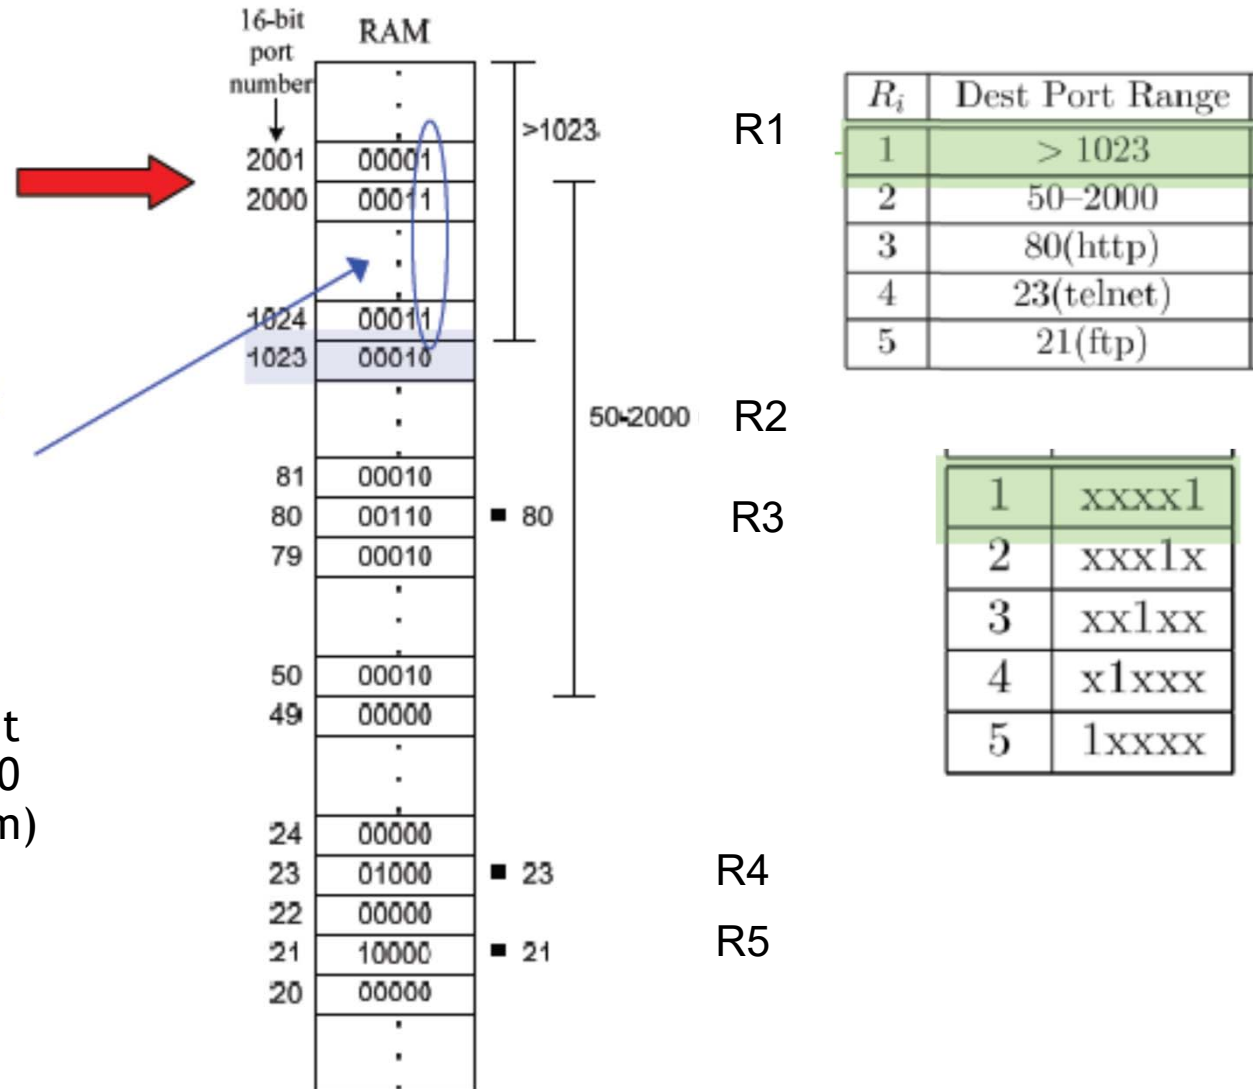 16-bit
port
number
RAM
>1023
R1
2001 00001
2000 00011
1024 00011
1023 00010
50-2000 R2
81 00010
80 00110 ■ 80 R3
79 00010
50 00010
49 00000
24 00000
23 01000 ■ 23 R4
22 00000
21 10000 ■ 21 R5
20 00000
t
0
m)
Ri Dest Port Range
1 > 1023
2 50–2000
3 80(http)
4 23(telnet)
5 21(ftp)
1 xxxx1
2 xxx1x
3 xx1xx
4 x1xxx
5 1xxxx